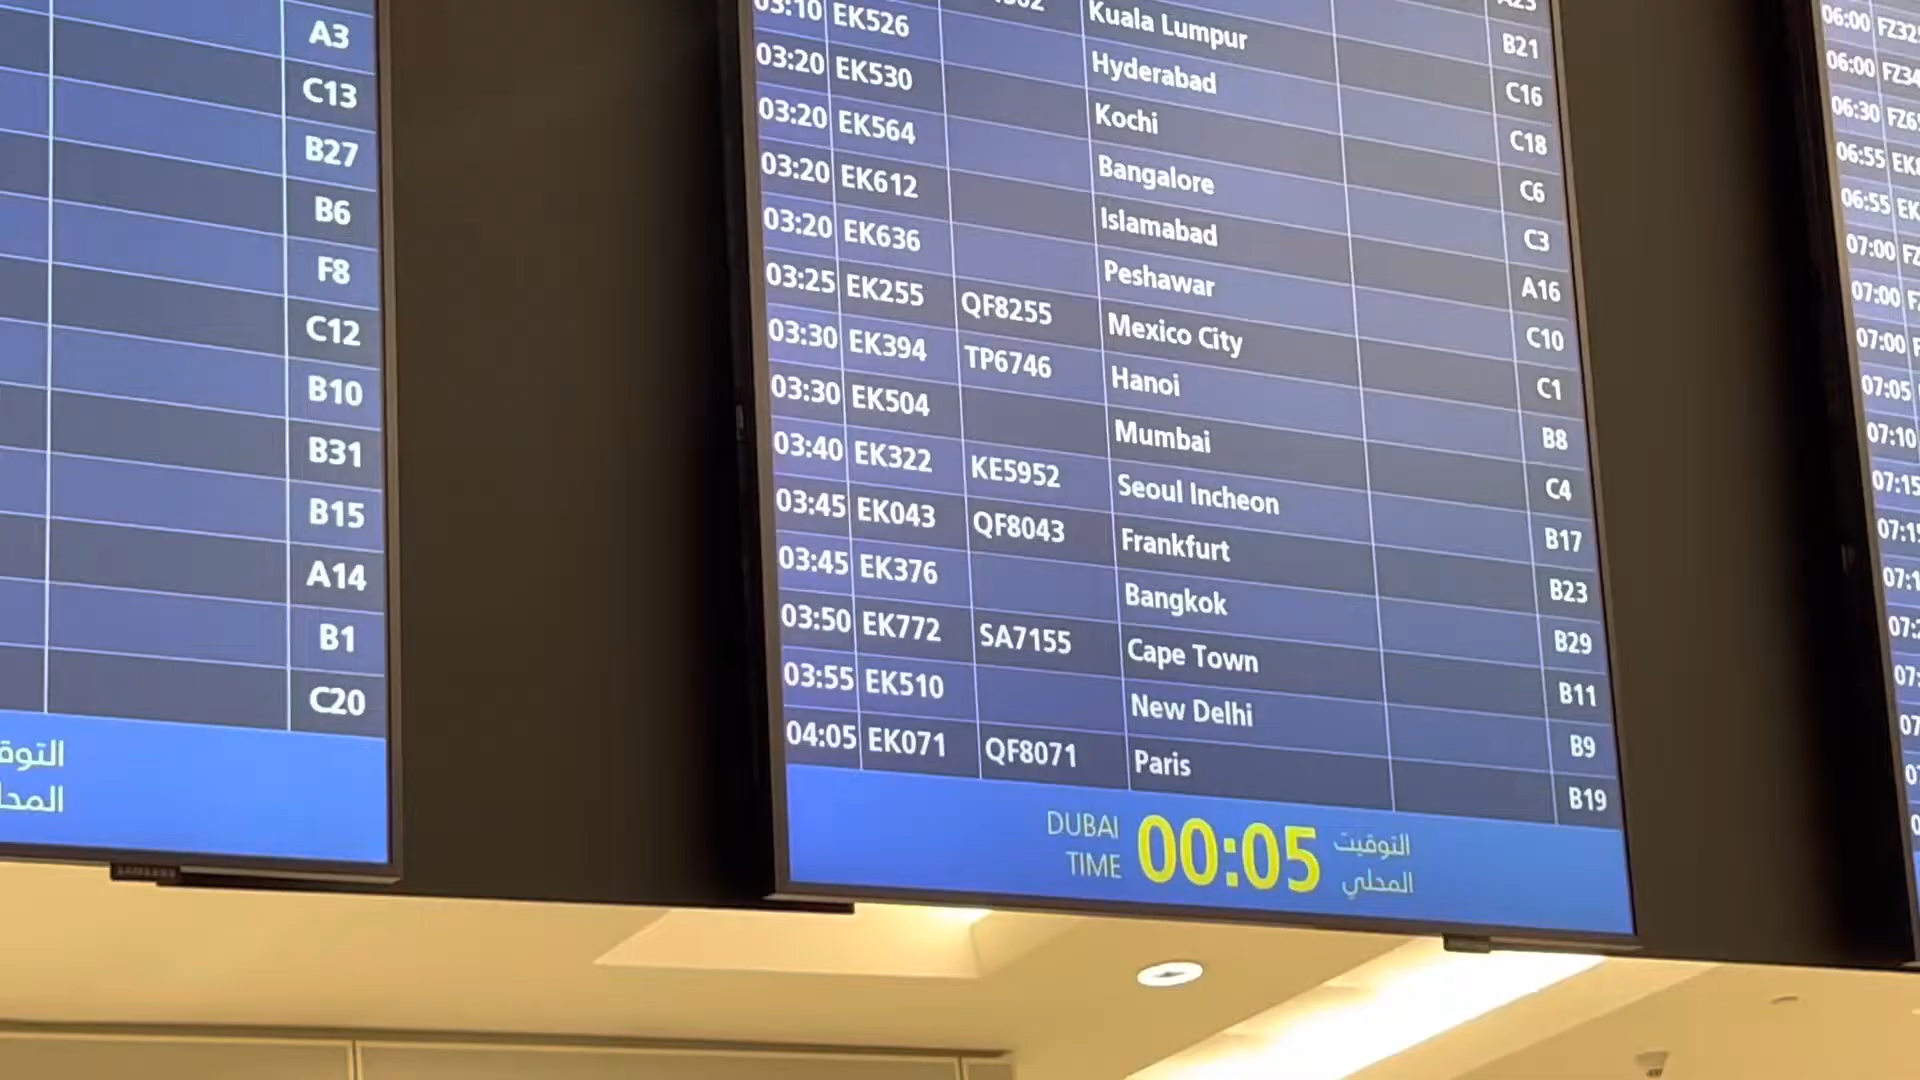 A3
C13
B27
B6
F8
C12
B10
B31
B15
A14
B1
C20
B21
Kuala Lumpur C16
03:10 EK526 Hyderabad C18
03:20 EK530 Kochi C6
03:20 EK564 Bangalore C3
03:20 EK612 Islamabad A16
03:20 EK636 Peshawar C10
03:25 EK255 QF8255 Mexico City C1
03:30 EK394 TP6746 Hanoi B8
03:30 EK504 Mumbai C4
03:40 EK322 KE5952 Seoul Incheon B17
03:45 EK043 QF8043 Frankfurt B23
03:45 EK376 Bangkok B29
03:50 EK772 SA7155 Cape Town B11
03:55 EK510 New Delhi B9
04:05 EK071 QF8071 Paris B19
DUBAI TIME 00:05 التوقيت المحلي
06:00
06:00
06:30
06:55
06:55
07:00
07:00
07:00
07:05
07:10
07:15